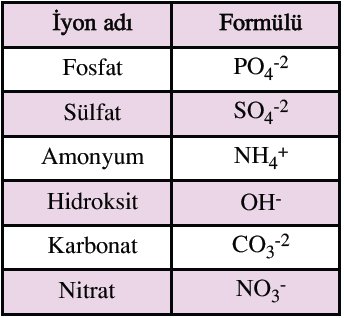 İyon adı Formülü
Fosfat PO₄⁻²
Sülfat SO₄⁻²
Amonyum NH₄⁺
Hidroksit OH⁻
Karbonat CO₃⁻²
Nitrat NO₃⁻